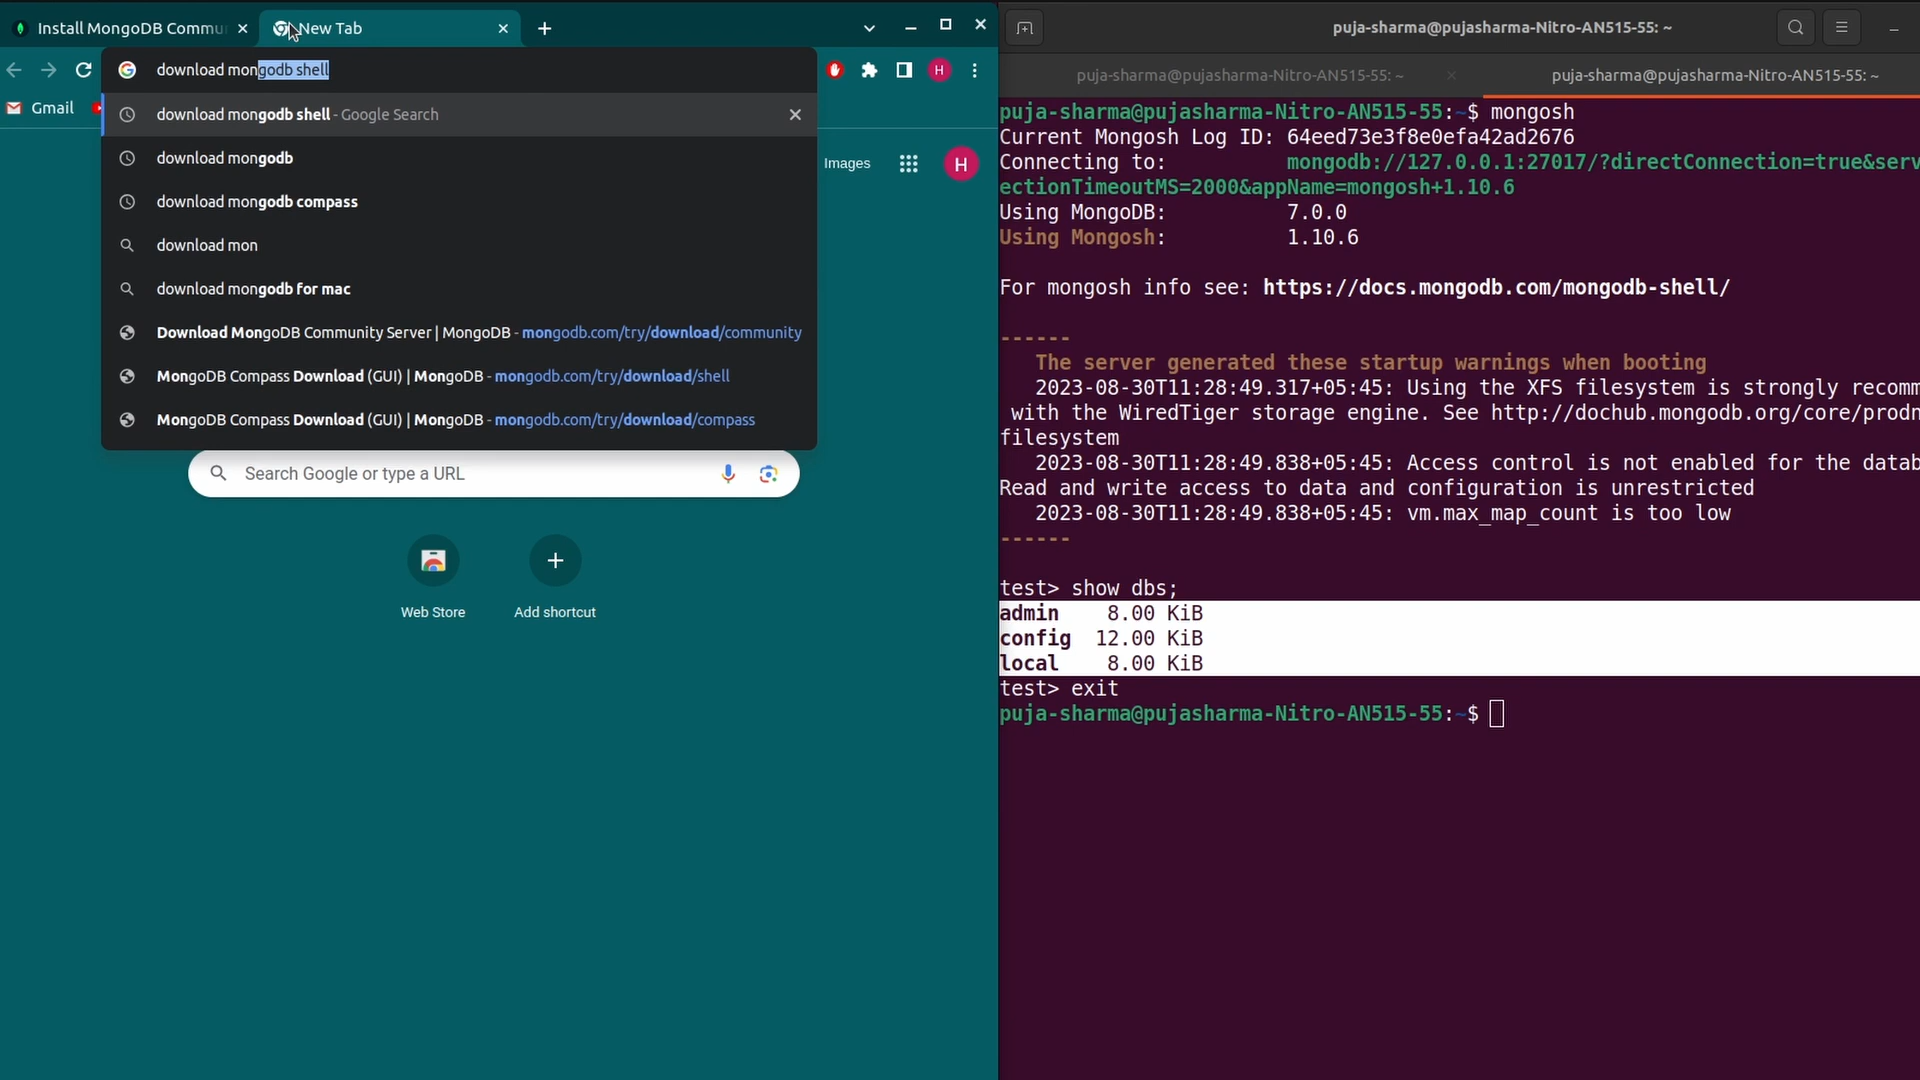 Install MongoDB Commu
New Tab
download mongodb shell
Gmail
download mongodb shell - Google Search
download mongodb
download mongodb compass
download mon
download mongodb for mac
Download MongoDB Community Server | MongoDB - mongodb.com/try/download/community
MongoDB Compass Download (GUI) | MongoDB - mongodb.com/try/download/shell
MongoDB Compass Download (GUI) | MongoDB - mongodb.com/try/download/compass
H
Images
H
Search Google or type a URL
Web Store
Add shortcut
puja-sharma@pujasharma-Nitro-AN515-55: ~
puja-sharma@pujasharma-Nitro-AN515-55: ~
puja-sharma@pujasharma-Nitro-AN515-55: ~
puja-sharma@pujasharma-Nitro-AN515-55:~$ mongosh
Current Mongosh Log ID: 64eed73e3f8e0efa42ad2676
Connecting to: mongodb://127.0.0.1:27017/?directConnection=true&serv
ectionTimeoutMS=2000&appName=mongosh+1.10.6
Using MongoDB: 7.0.0
Using Mongosh: 1.10.6
For mongosh info see: https://docs.mongodb.com/mongodb-shell/
------
The server generated these startup warnings when booting
2023-08-30T11:28:49.317+05:45: Using the XFS filesystem is strongly recomm
with the WiredTiger storage engine. See http://dochub.mongodb.org/core/prodn
filesystem
2023-08-30T11:28:49.838+05:45: Access control is not enabled for the datab
Read and write access to data and configuration is unrestricted
2023-08-30T11:28:49.838+05:45: vm.max_map_count is too low
------
test> show dbs;
admin 8.00 KiB
config 12.00 KiB
local 8.00 KiB
test> exit
puja-sharma@pujasharma-Nitro-AN515-55:~$